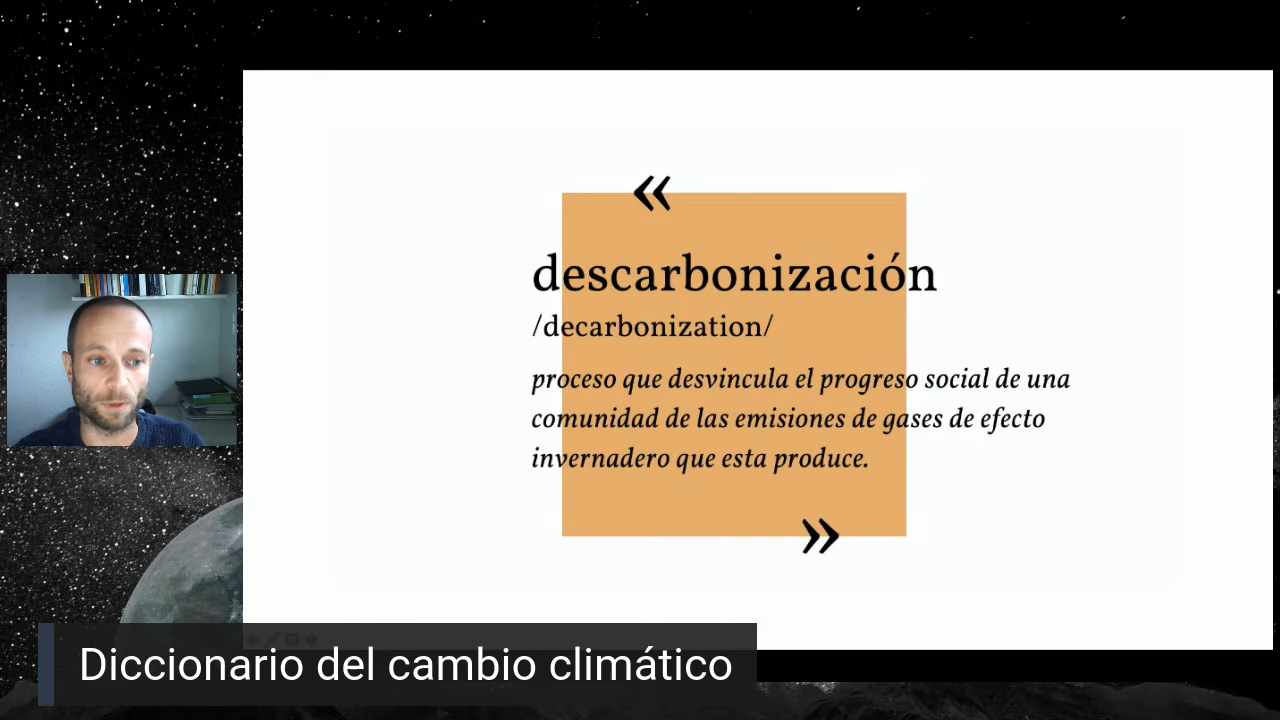 «
descarbonización
/decarbonization/
proceso que desvincula el progreso social de una
comunidad de las emisiones de gases de efecto
invernadero que esta produce.
»
Diccionario del cambio climático